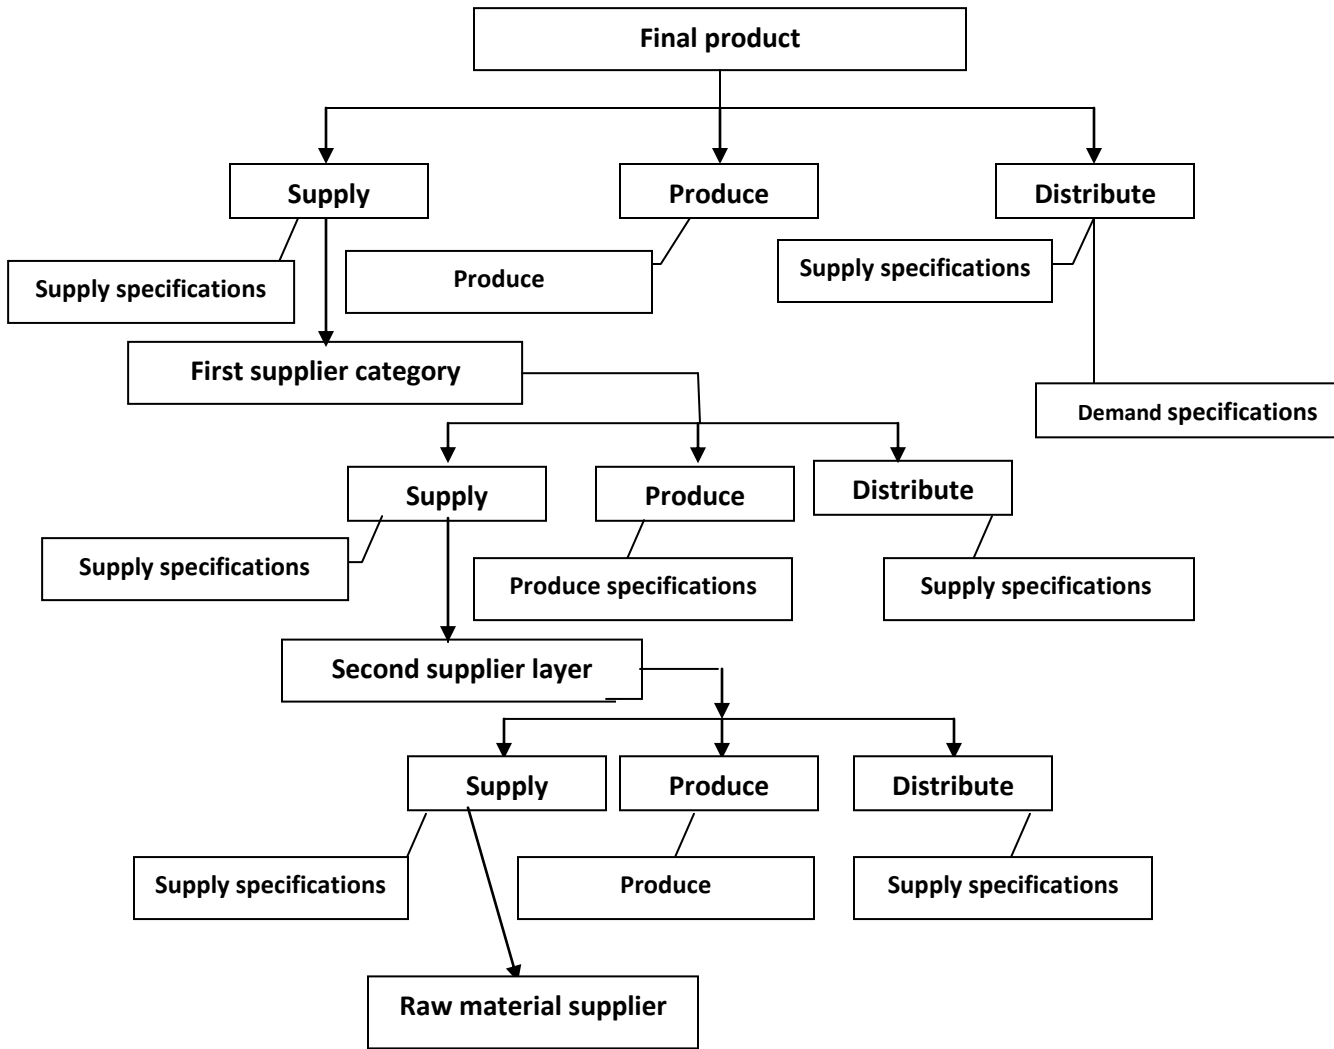 Final product
Supply
Produce
Distribute
Supply specifications
Produce
Supply specifications
First supplier category
Demand specifications
Supply
Produce
Distribute
Supply specifications
Produce specifications
Supply specifications
Second supplier layer
Supply
Produce
Distribute
Supply specifications
Produce
Supply specifications
Raw material supplier